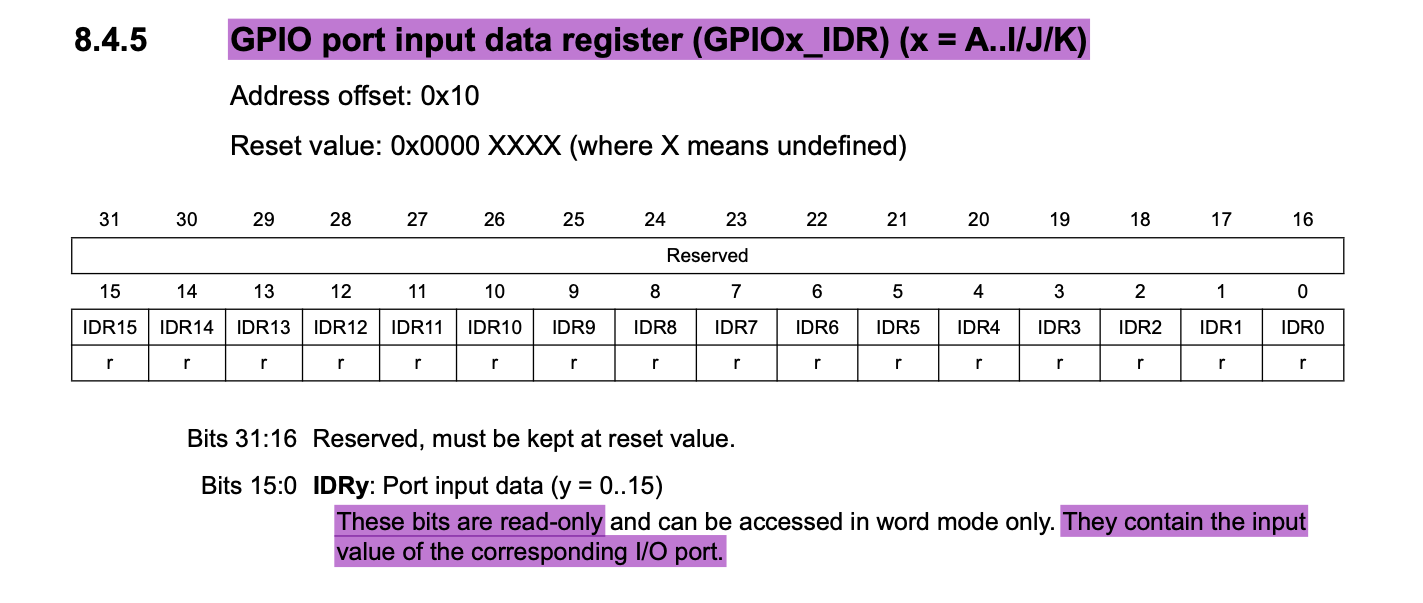 8.4.5 GPIO port input data register (GPIOx_IDR) (x = A..I/J/K)
Address offset: 0x10
Reset value: 0x0000 XXXX (where X means undefined)
31 30 29 28 27 26 25 24 23 22 21 20 19 18 17 16
Reserved
15 14 13 12 11 10 9 8 7 6 5 4 3 2 1 0
IDR15 IDR14 IDR13 IDR12 IDR11 IDR10 IDR9 IDR8 IDR7 IDR6 IDR5 IDR4 IDR3 IDR2 IDR1 IDR0
r r r r r r r r r r r r r r r r
Bits 31:16 Reserved, must be kept at reset value.
Bits 15:0 IDRy: Port input data (y = 0..15)
These bits are read-only and can be accessed in word mode only. They contain the input
value of the corresponding I/O port.